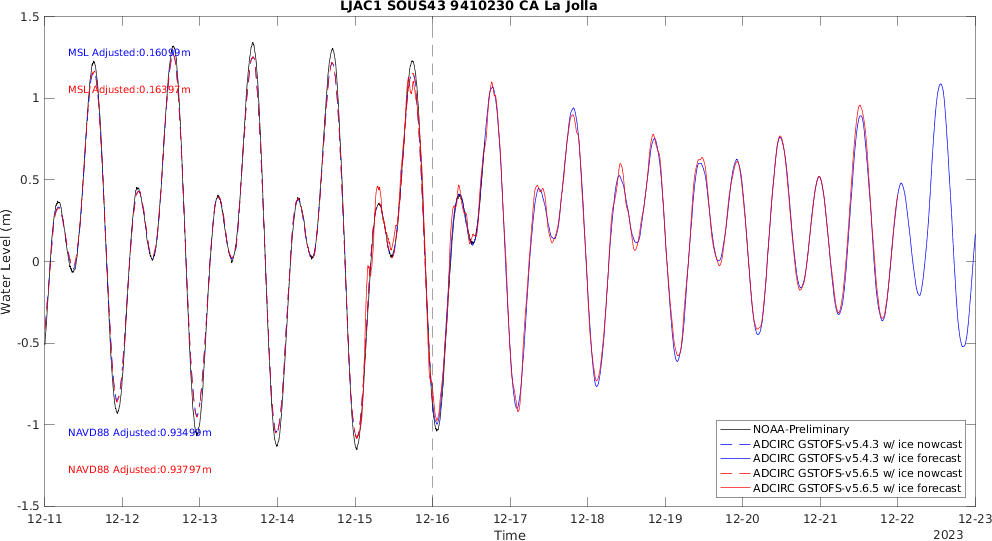 LJAC1 SOUS43 9410230 CA La Jolla
1.5
1
0.5
0
-0.5
-1
-1.5
Water Level (m)
MSL Adjusted:0.16099m
MSL Adjusted:0.16397m
NAVD88 Adjusted:0.93499m
NAVD88 Adjusted:0.93797m
NOAA-Preliminary
ADCIRC GSTOFS-v5.4.3 w/ ice nowcast
ADCIRC GSTOFS-v5.4.3 w/ ice forecast
ADCIRC GSTOFS-v5.6.5 w/ ice nowcast
ADCIRC GSTOFS-v5.6.5 w/ ice forecast
12-11 12-12 12-13 12-14 12-15 12-16 12-17 12-18 12-19 12-20 12-21 12-22 12-23
Time
2023